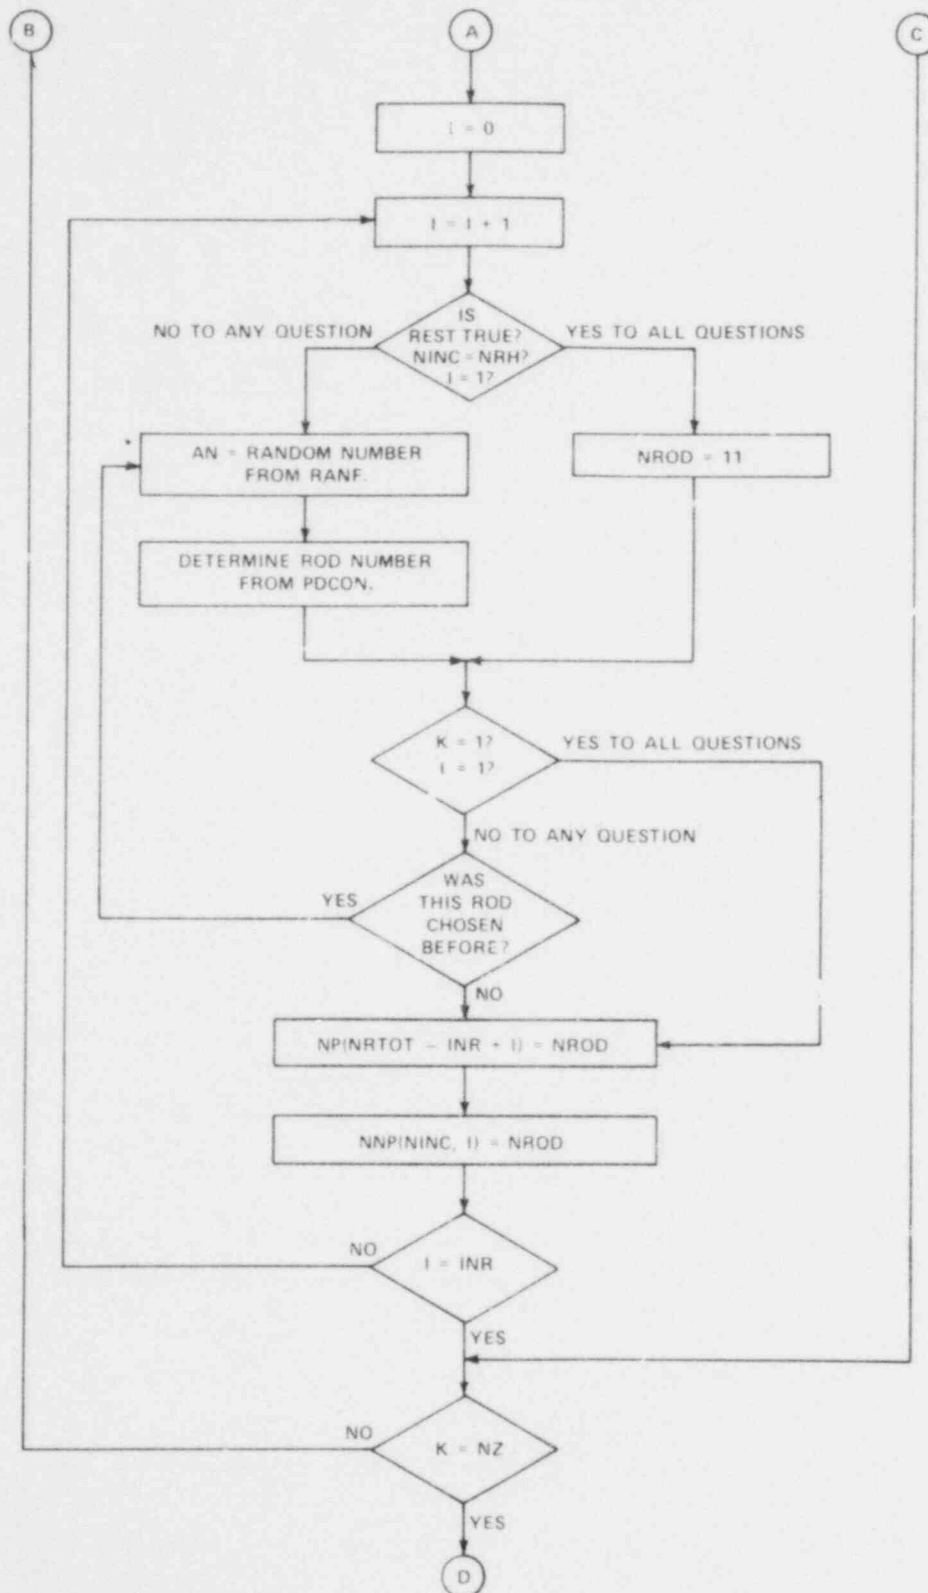 B
A
C
I = 0
I = I + 1
IS
REST TRUE?
NINC = NRH?
I = 1?
NO TO ANY QUESTION
YES TO ALL QUESTIONS
AN = RANDOM NUMBER
FROM RANF.
NROD = 11
DETERMINE ROD NUMBER
FROM PDCON.
K = 1?
I = 1?
YES TO ALL QUESTIONS
NO TO ANY QUESTION
WAS
THIS ROD
CHOSEN
BEFORE?
YES
NO
NP(NRTOT - INR + I) = NROD
NNP(NINC, I) = NROD
NO
I = INR
YES
NO
K = NZ
YES
D